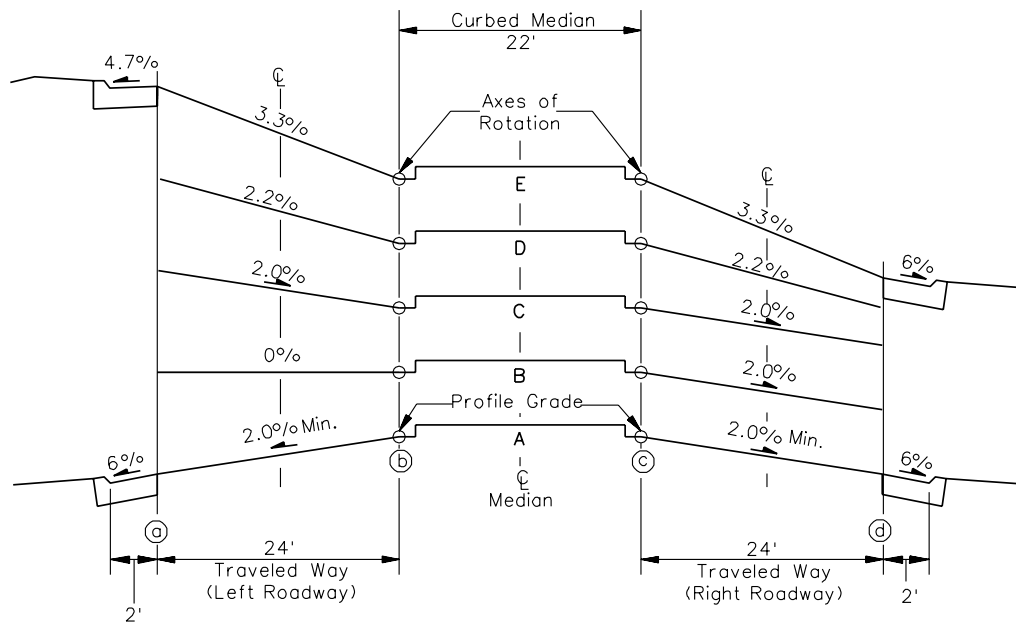 Curbed Median
22'
4.7%
℄
Axes of
Rotation
3.3%
E
℄
2.2%
D
3.3%
6%
2.0%
C
2.2%
2.0%
0%
B
2.0%
Profile Grade
2.0% Min.
A
2.0% Min.
6%
b
c
6%
℄
Median
a
d
24'
24'
Traveled Way
(Left Roadway)
Traveled Way
(Right Roadway)
2'
2'